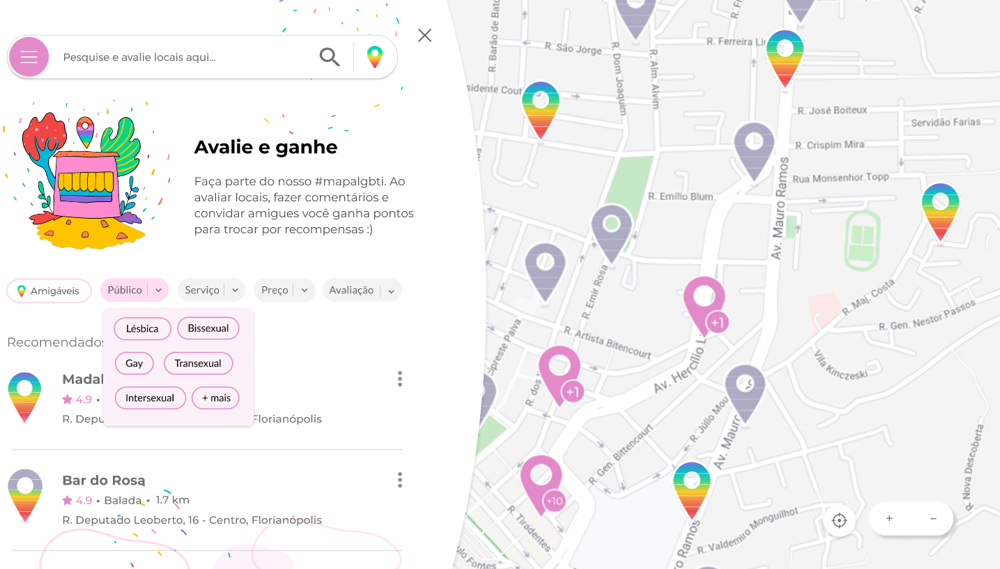 Pesquise e avalie locais aqui...
Avalie e ganhe
Faça parte do nosso #mapalgbti. Ao
avaliar locais, fazer comentários e
convidar amigues você ganha pontos
para trocar por recompensas :)
Amigáveis
Público
Serviço
Preço
Avaliação
Lésbica
Bissexual
Gay
Transexual
Intersexual
+ mais
Recomendados
Madal
4.9 •
R. Depu
Florianópolis
Bar do Rosa
4.9 • Balada • 1.7 km
R. Deputado Leoberto, 16 - Centro, Florianópolis
R. Barão de Bato
R. São Jorge
R. Dom Joaquim
R. Alm. Alvim
R. Fr
R. Ferreira Li
R. A
sidente Cout
R. José Boiteux
Servidão Farias
R. Crispim Mira
Rua Monsenhor Topp
R. Emílio Blum
Av. Mauro Ramos
R. Emir Rosa
R. Maj. Costa
R. Gen. Nestor Passos
+1
R. Artista Bitencourt
cipreste Paiva
Vila Kinczeski
Av. Hercílio L
R. dos
+1
R. Júlio Mou
Av. Mauro
Ramos
R. Gen. Bittencourt
R. Nova Descoberta
+10
R. Tiradentes
R. Valdemiro Monguilhot
ulo Fontes
+
−